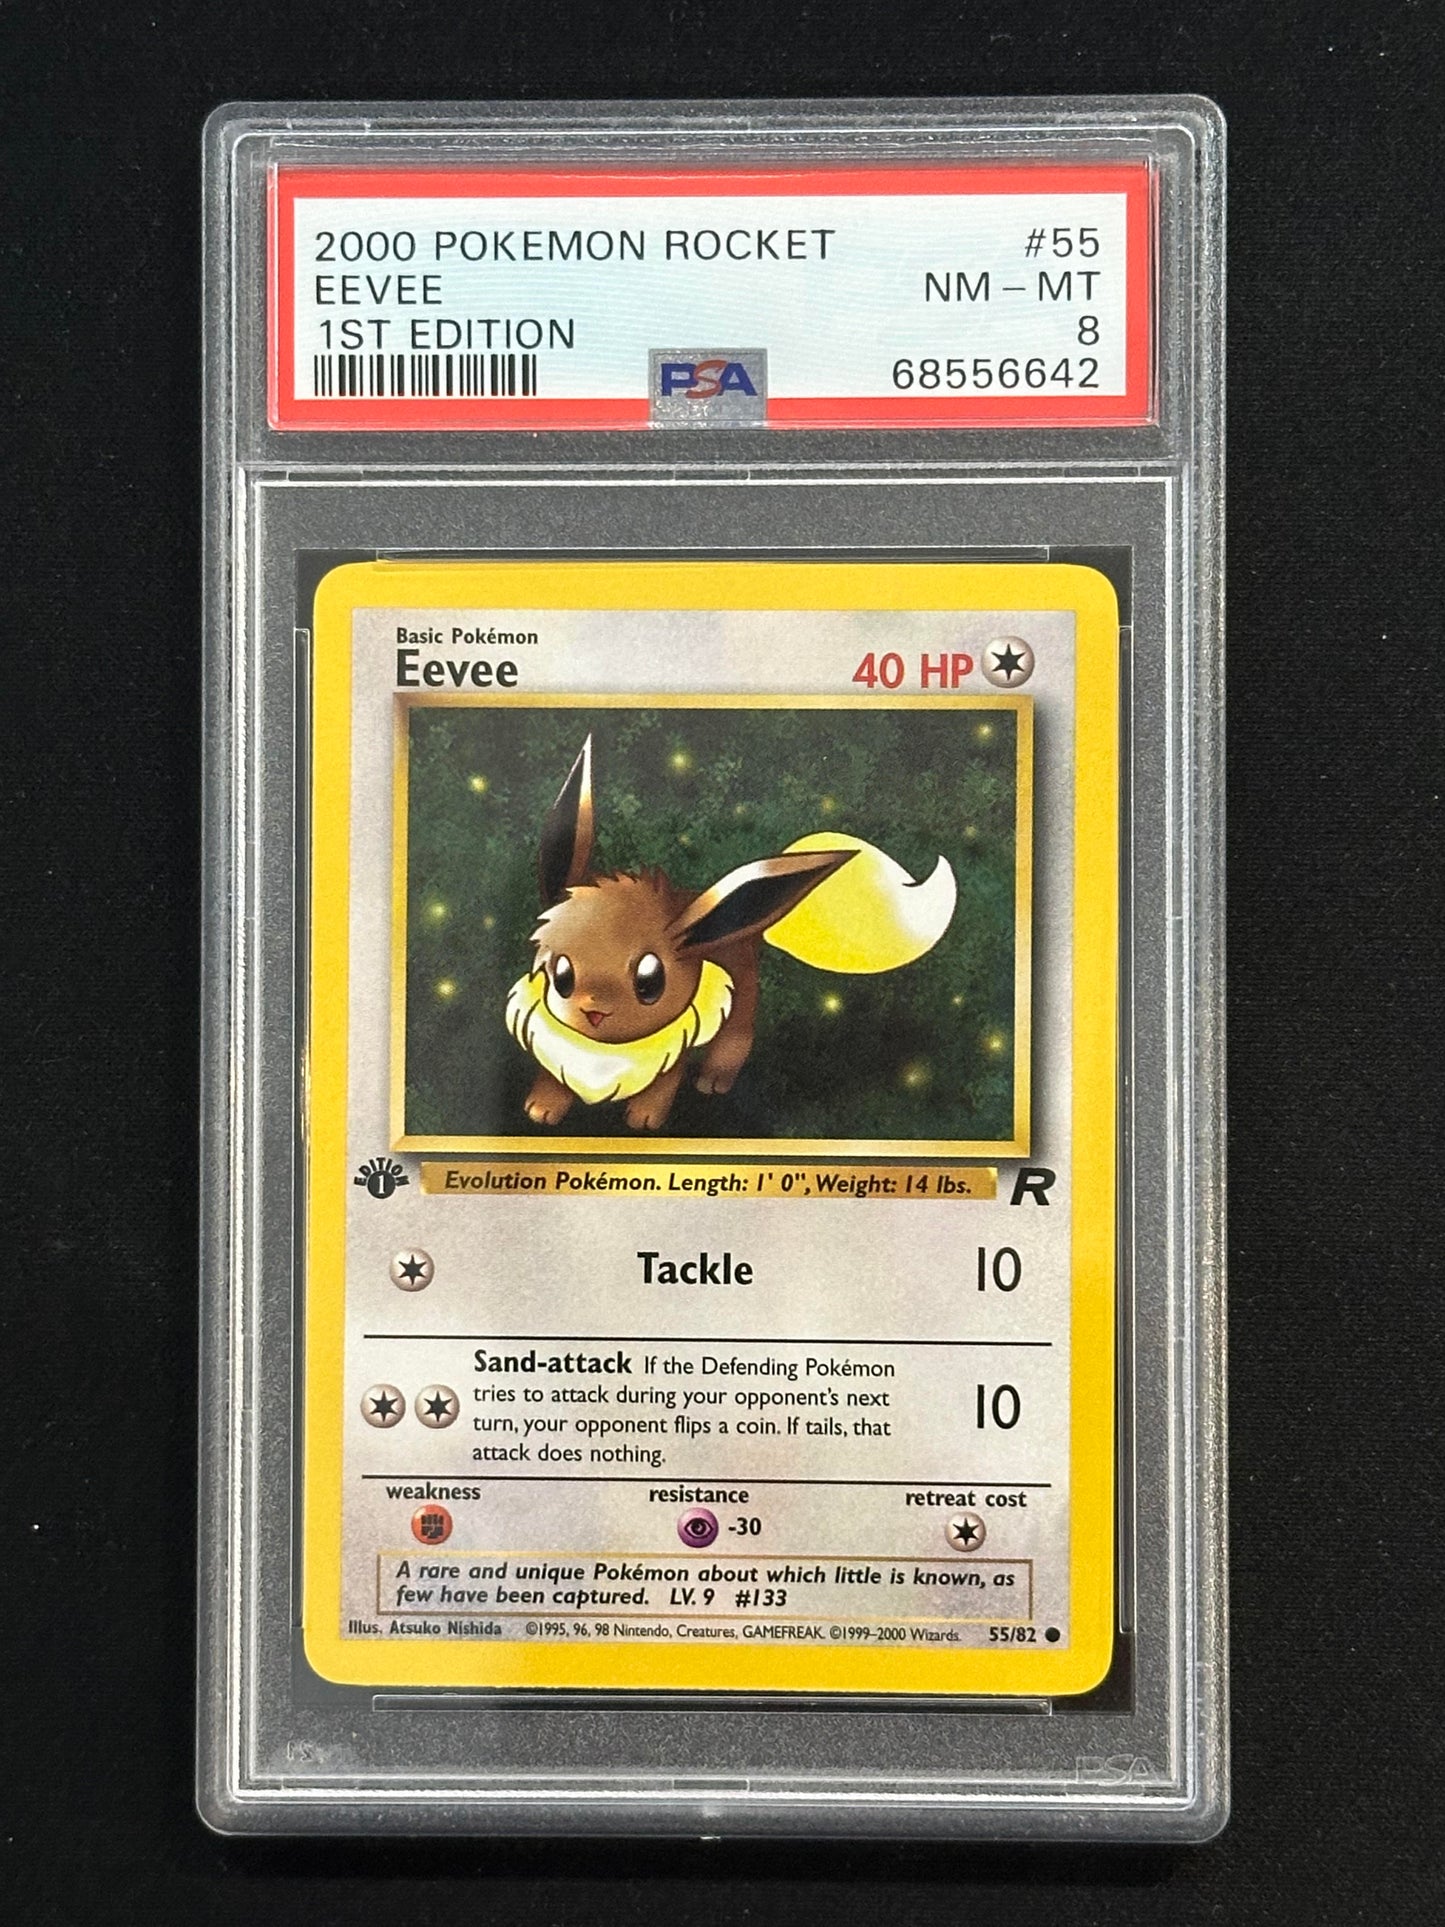 2000 POKEMON ROCKET #55
EEVEE NM - MT
1ST EDITION 8
PSA 68556642
Basic Pokémon
Eevee 40 HP
EDITION 1
Evolution Pokémon. Length: 1' 0", Weight: 14 lbs. R
Tackle 10
Sand-attack If the Defending Pokémon
tries to attack during your opponent's next
turn, your opponent flips a coin. If tails, that
attack does nothing.
10
weakness resistance retreat cost
-30
A rare and unique Pokémon about which little is known, as
few have been captured. LV. 9 #133
Illus. Atsuko Nishida ©1995, 96, 98 Nintendo, Creatures, GAMEFREAK. ©1999–2000 Wizards. 55/82
PSA